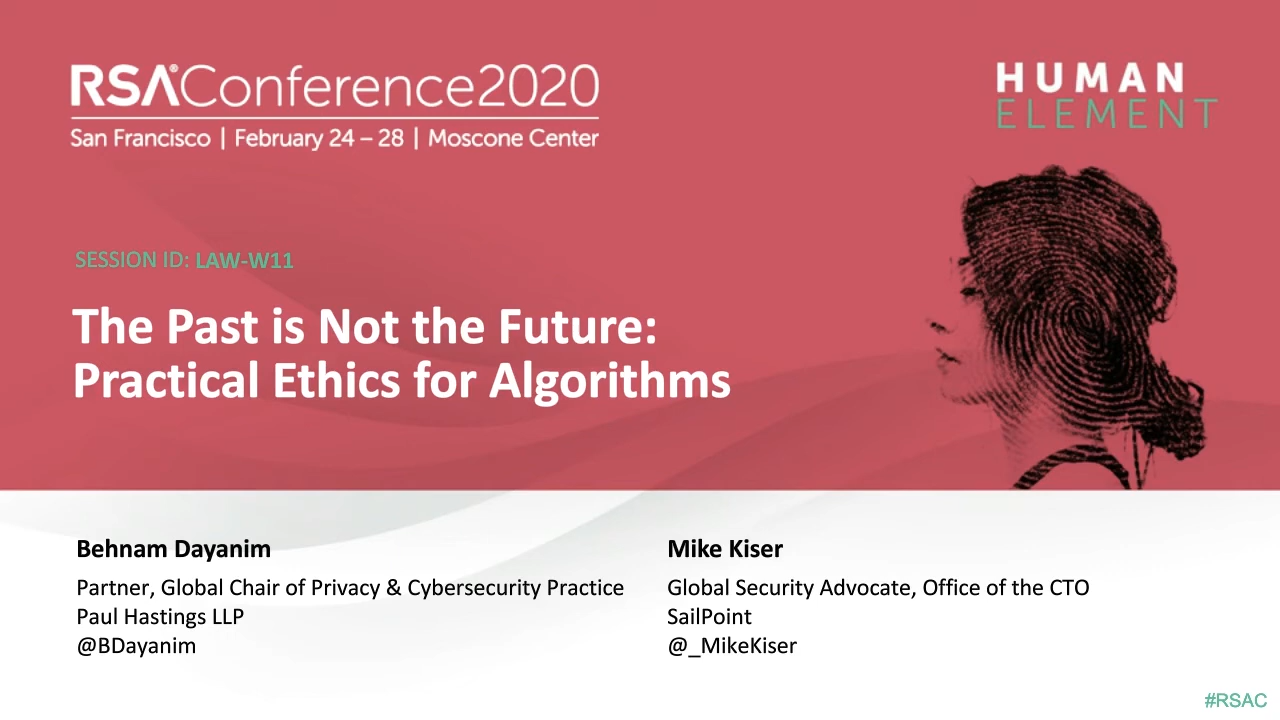 RSA®Conference2020
San Francisco | February 24 – 28 | Moscone Center
HUMAN
ELEMENT
SESSION ID: LAW-W11
The Past is Not the Future:
Practical Ethics for Algorithms
Behnam Dayanim
Partner, Global Chair of Privacy & Cybersecurity Practice
Paul Hastings LLP
@BDayanim
Mike Kiser
Global Security Advocate, Office of the CTO
SailPoint
@_MikeKiser
#RSAC